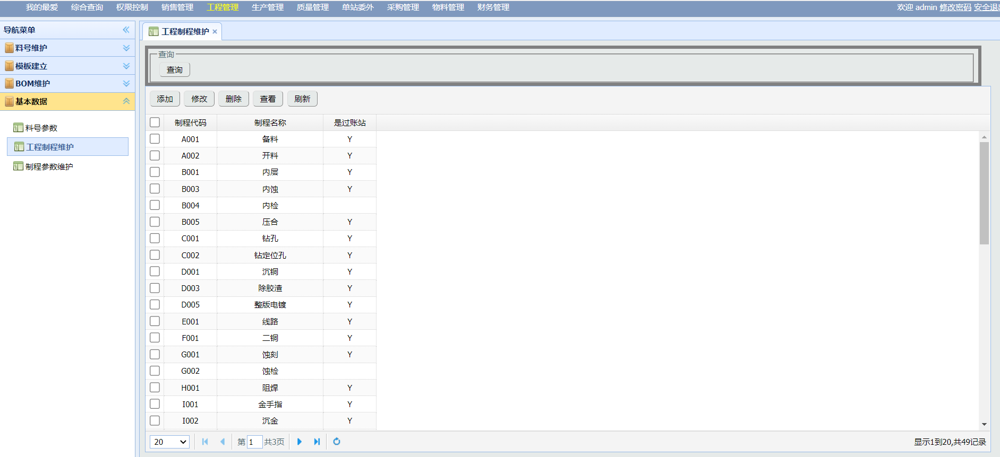 我的最爱 综合查询 权限控制 销售管理 工程管理 生产管理 质量管理 单站委外 采购管理 物料管理 财务管理 欢迎 admin 修改密码 安全退出
导航菜单
料号维护
模板建立
BOM维护
基本数据
料号参数
工程制程维护
制程参数维护
工程制程维护
查询
查询
添加 修改 删除 查看 刷新
制程代码 制程名称 是过账站
A001 备料 Y
A002 开料 Y
B001 内层 Y
B003 内蚀 Y
B004 内检
B005 压合 Y
C001 钻孔 Y
C002 钻定位孔 Y
D001 沉铜 Y
D003 除胶渣 Y
D005 整版电镀 Y
E001 线路 Y
F001 二铜 Y
G001 蚀刻 Y
G002 蚀检
H001 阻焊 Y
I001 金手指 Y
I002 沉金 Y
20 第 1 共3页 显示1到20,共49记录